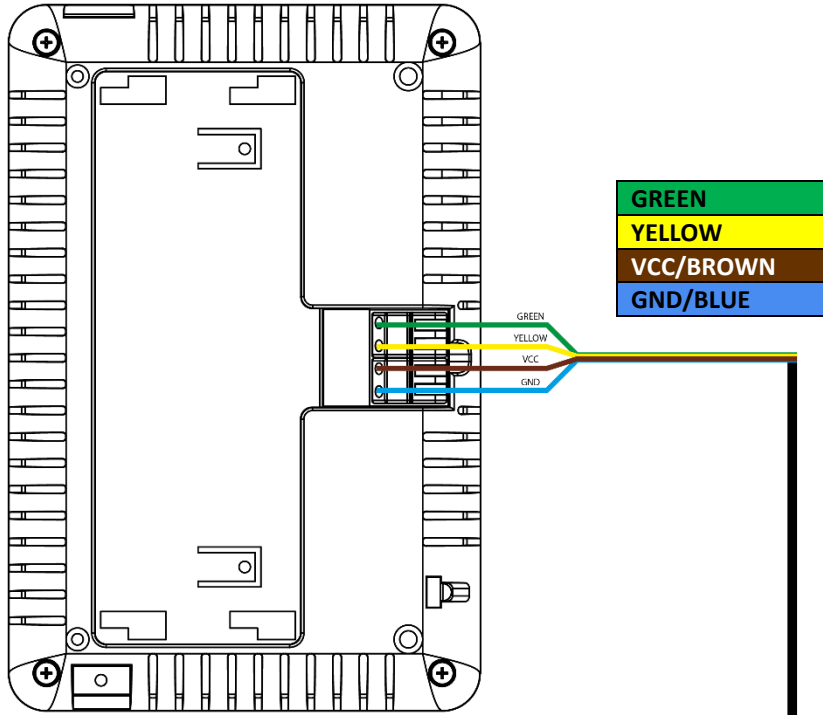 GREEN
YELLOW
VCC/BROWN
GND/BLUE
GREEN
YELLOW
VCC
GND